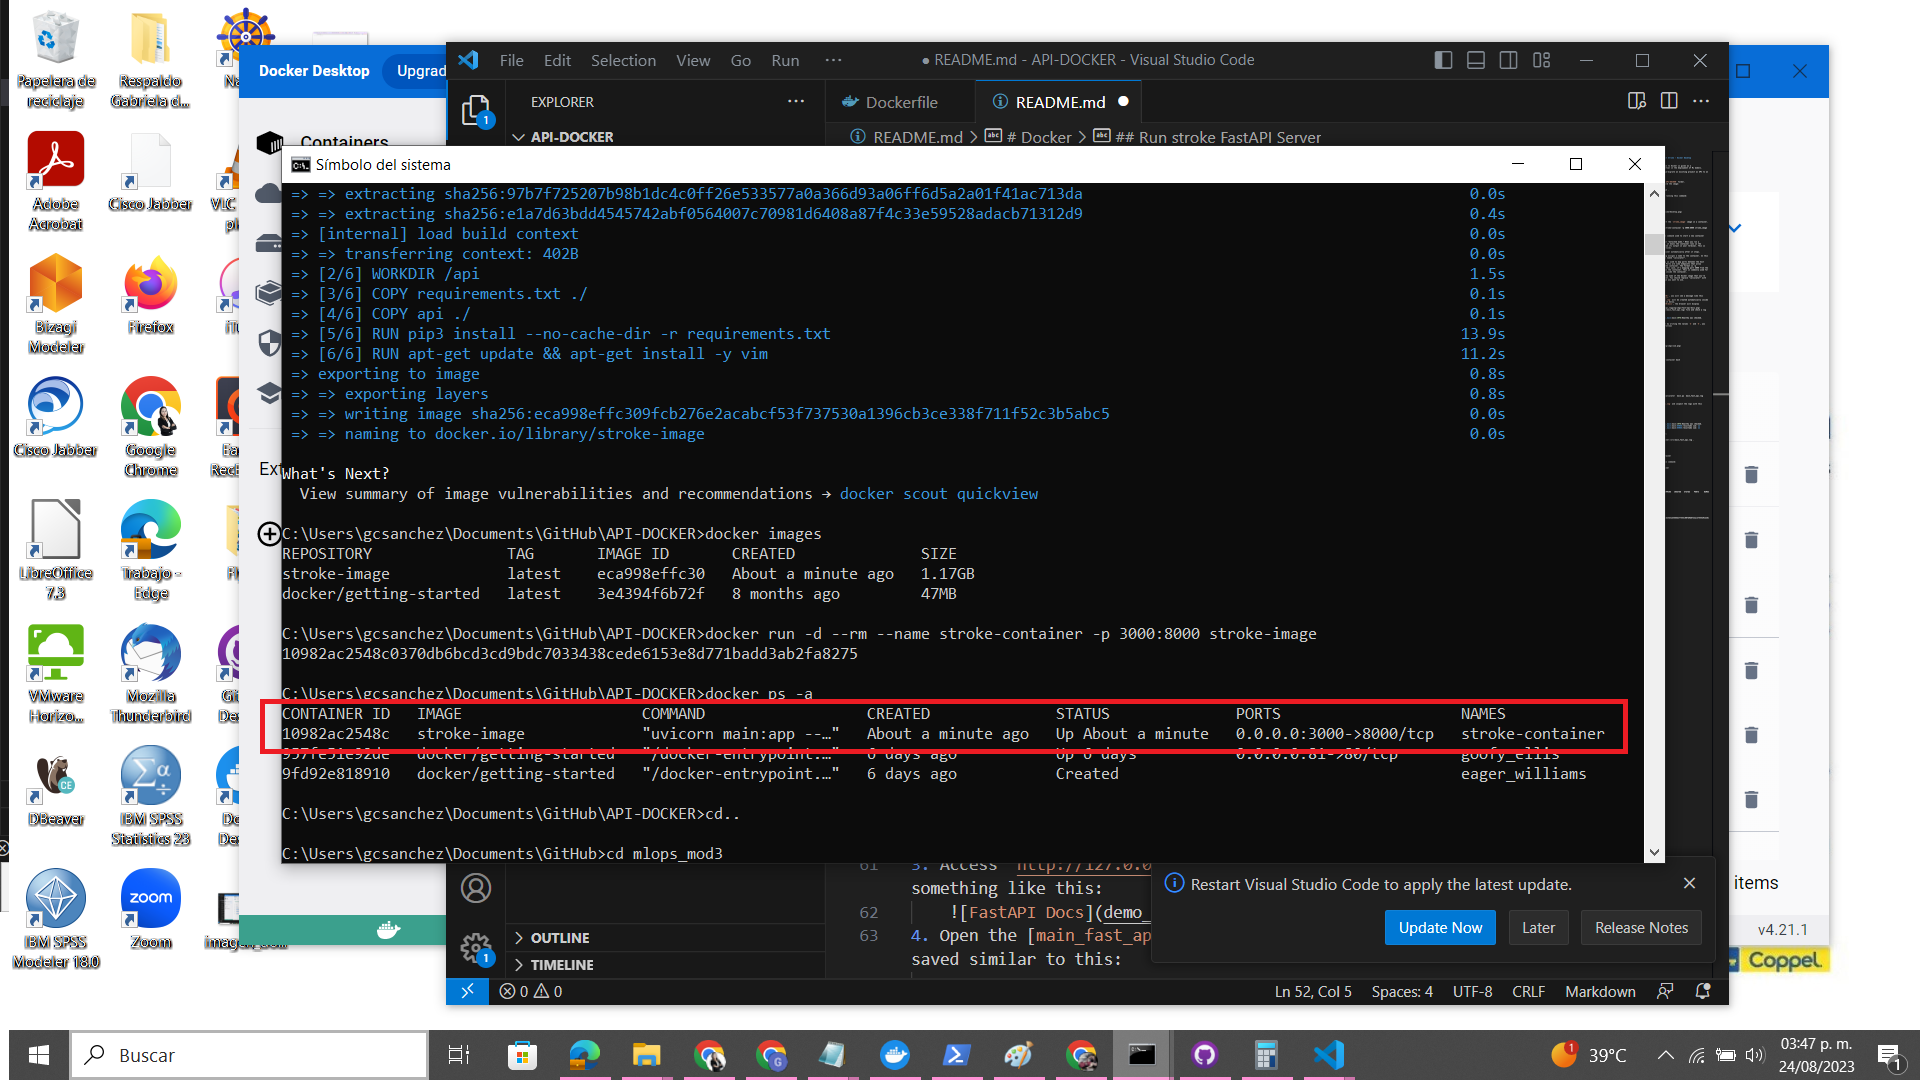 Papelera de reciclaje
Respaldo Gabriela d...
Adobe Acrobat
Cisco Jabber
Bizagi Modeler
Firefox
Cisco Jabber
Google Chrome
LibreOffice 7.3
Trabajo - Edge
VMware Horizo...
Mozilla Thunderbird
DBeaver
IBM SPSS Statistics 23
IBM SPSS Modeler 18.0
Zoom
zoom
Docker Desktop
Upgrad
Containers
File Edit Selection View Go Run ···
● README.md - API-DOCKER - Visual Studio Code
EXPLORER
API-DOCKER
Dockerfile
README.md
README.md > # Docker > ## Run stroke FastAPI Server
Símbolo del sistema
=> => extracting sha256:97b7f725207b98b1dc4c0ff26e533577a0a366d93a06ff6d5a2a01f41ac713da 0.0s
=> => extracting sha256:e1a7d63bdd4545742abf0564007c70981d6408a87f4c33e59528adacb71312d9 0.4s
=> [internal] load build context 0.0s
=> => transferring context: 402B 0.0s
=> [2/6] WORKDIR /api 1.5s
=> [3/6] COPY requirements.txt ./ 0.1s
=> [4/6] COPY api ./ 0.1s
=> [5/6] RUN pip3 install --no-cache-dir -r requirements.txt 13.9s
=> [6/6] RUN apt-get update && apt-get install -y vim 11.2s
=> exporting to image 0.8s
=> => exporting layers 0.8s
=> => writing image sha256:eca998effc309fcb276e2acabcf53f737530a1396cb3ce338f711f52c3b5abc5 0.0s
=> => naming to docker.io/library/stroke-image 0.0s
What's Next?
View summary of image vulnerabilities and recommendations → docker scout quickview
C:\Users\gcsanchez\Documents\GitHub\API-DOCKER>docker images
REPOSITORY TAG IMAGE ID CREATED SIZE
stroke-image latest eca998effc30 About a minute ago 1.17GB
docker/getting-started latest 3e4394f6b72f 8 months ago 47MB
C:\Users\gcsanchez\Documents\GitHub\API-DOCKER>docker run -d --rm --name stroke-container -p 3000:8000 stroke-image
10982ac2548c0370db6bcd3cd9bdc7033438cede6153e8d771badd3ab2fa8275
C:\Users\gcsanchez\Documents\GitHub\API-DOCKER>docker ps -a
CONTAINER ID IMAGE COMMAND CREATED STATUS PORTS NAMES
10982ac2548c stroke-image "uvicorn main:app --…" About a minute ago Up About a minute 0.0.0.0:3000->8000/tcp stroke-container
957fe51e92de docker/getting-started "/docker-entrypoint.…" 6 days ago Up 6 days 0.0.0.0:81->80/tcp goofy_ellis
9fd92e818910 docker/getting-started "/docker-entrypoint.…" 6 days ago Created eager_williams
C:\Users\gcsanchez\Documents\GitHub\API-DOCKER>cd..
C:\Users\gcsanchez\Documents\GitHub>cd mlops_mod3
61 3. Access http://127.0.0
something like this:
62 ![FastAPI Docs](demo_
63 4. Open the [main_fast_ap
saved similar to this:
Restart Visual Studio Code to apply the latest update.
Update Now Later Release Notes
OUTLINE
TIMELINE
items
v4.21.1
Coppel.
0 0
Ln 52, Col 5 Spaces: 4 UTF-8 CRLF Markdown
Buscar
39°C
03:47 p. m.
24/08/2023